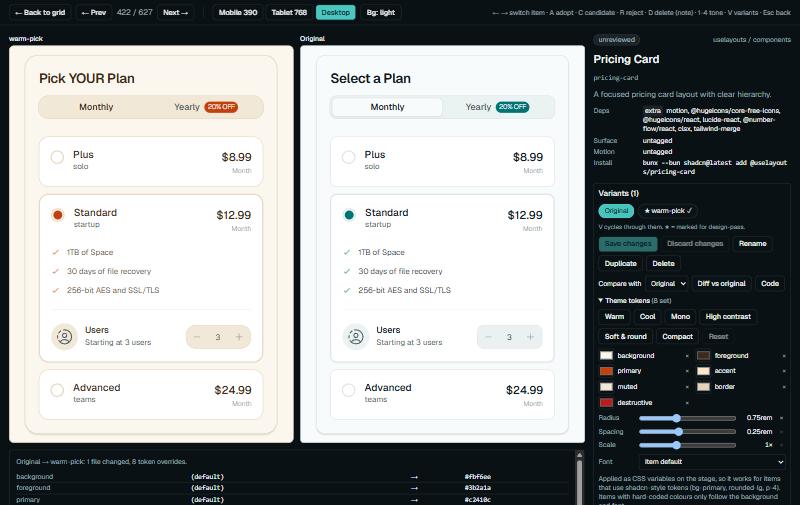 ← Back to grid ← Prev 422 / 627 Next → Mobile 390 Tablet 768 Desktop Bg: light ←→ switch item · A adopt · C candidate · R reject · D delete (note) · 1-4 tone · V variants · Esc back
warm-pick
Pick YOUR Plan
Monthly Yearly 20% OFF
Plus $8.99
solo Month
Standard $12.99
startup Month
1TB of Space
30 days of file recovery
256-bit AES and SSL/TLS
Users
Starting at 3 users − 3 +
Advanced $24.99
teams Month
Original
Select a Plan
Monthly Yearly 20% OFF
Plus $8.99
solo Month
Standard $12.99
startup Month
1TB of Space
30 days of file recovery
256-bit AES and SSL/TLS
Users
Starting at 3 users − 3 +
Advanced $24.99
teams Month
Original → warm-pick: 1 file changed, 8 token overrides.
background (default) → #fbf6ee
foreground (default) → #3b2a1a
primary (default) → #c2410c
unreviewed uselayouts / components
Pricing Card
pricing-card
A focused pricing card layout with clear hierarchy.
Deps extra motion, @hugeicons/core-free-icons,
@hugeicons/react, lucide-react, @number-
flow/react, clsx, tailwind-merge
Surface untagged
Motion untagged
Install bunx --bun shadcn@latest add @uselayout
s/pricing-card
Variants (1)
Original ★ warm-pick ✓
V cycles through them. ★ = marked for design-pass.
Save changes Discard changes Rename
Duplicate Delete
Compare with Original Diff vs original Code
▾ Theme tokens (8 set)
Warm Cool Mono High contrast
Soft & round Compact Reset
background × foreground ×
primary × accent ×
muted × border ×
destructive ×
Radius 0.75rem ×
Spacing 0.25rem ×
Scale 1× ×
Font Item default
Applied as CSS variables on the stage, so it works for items
that use shadcn-style tokens (bg-primary, rounded-lg, p-4).
Items with hard-coded colours only follow the background